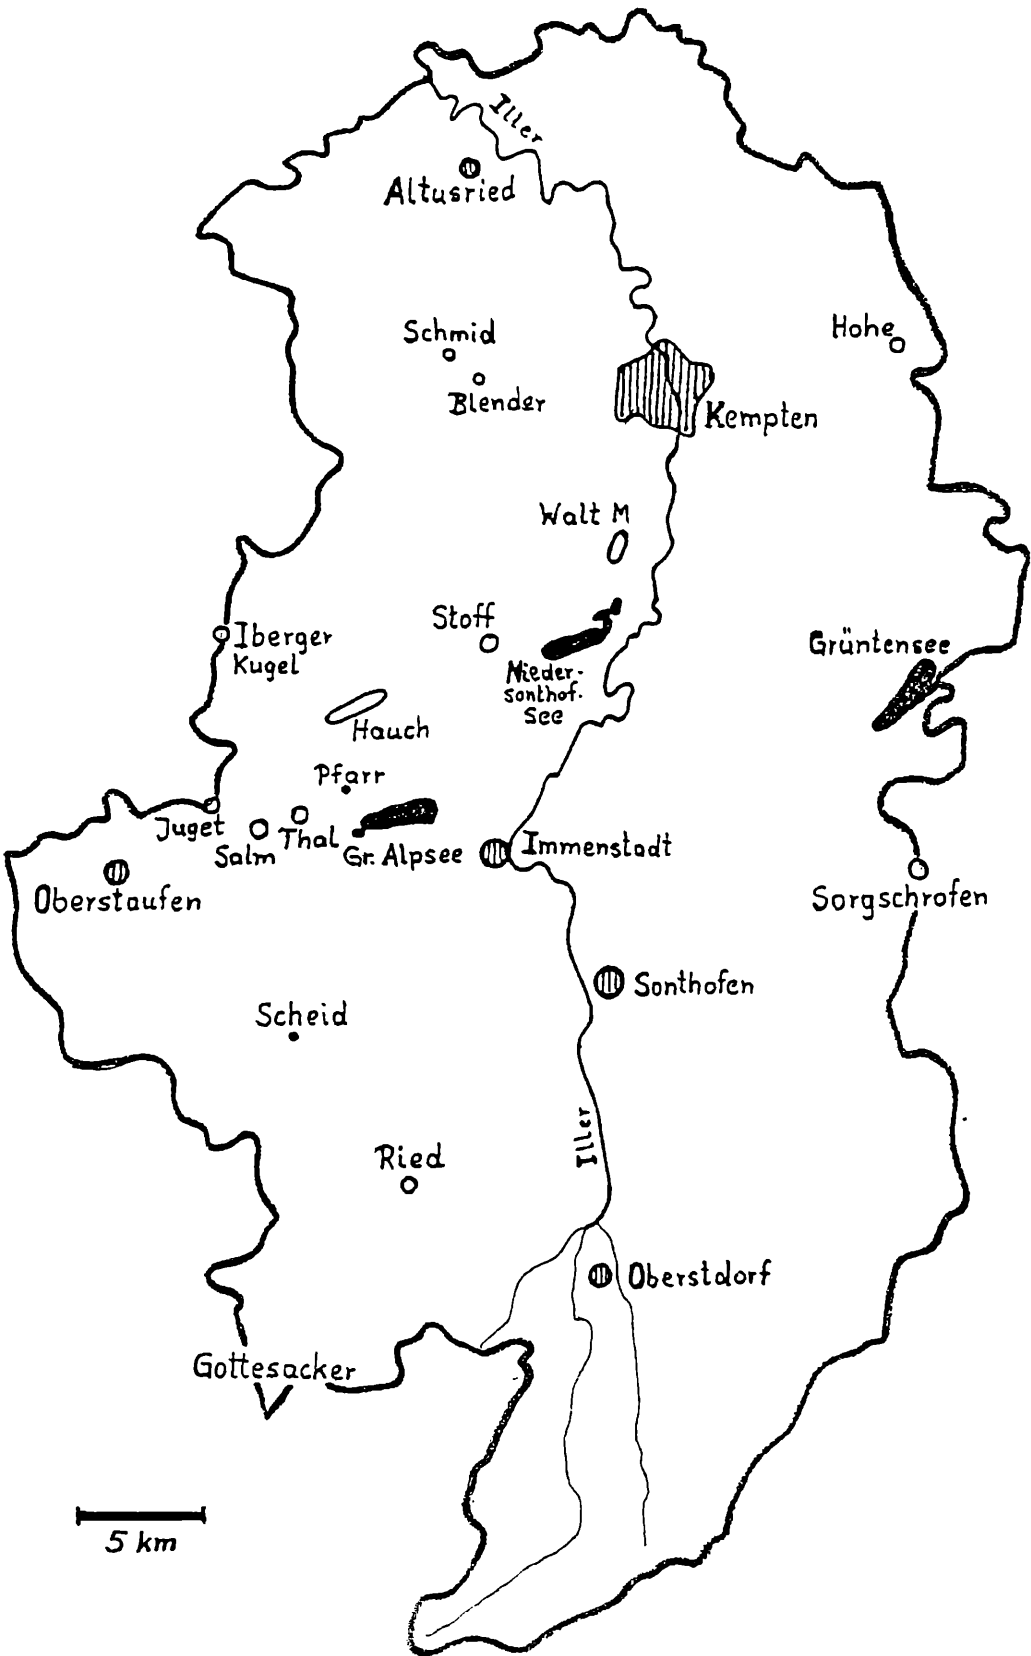 Iller
Altusried
Schmid
Hohe
Blender
Kempten
Walt M
Stoff
Iberger
Kugel
Grüntensee
Nieder-
sonthof.
See
Hauch
Pfarr
Juget
Salm
Thal
Gr. Alpsee
Immenstadt
Oberstaufen
Sorgschrofen
Sonthofen
Scheid
Iller
Ried
Oberstdorf
Gottesacker
5 km